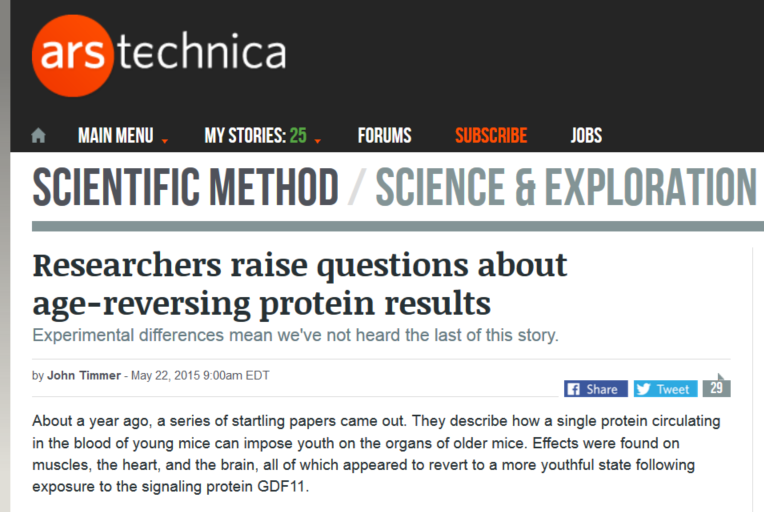 ars technica
MAIN MENU MY STORIES: 25 FORUMS SUBSCRIBE JOBS
SCIENTIFIC METHOD / SCIENCE & EXPLORATION
Researchers raise questions about
age-reversing protein results
Experimental differences mean we've not heard the last of this story.
by John Timmer - May 22, 2015 9:00am EDT
Share Tweet 29
About a year ago, a series of startling papers came out. They describe how a single protein circulating
in the blood of young mice can impose youth on the organs of older mice. Effects were found on
muscles, the heart, and the brain, all of which appeared to revert to a more youthful state following
exposure to the signaling protein GDF11.